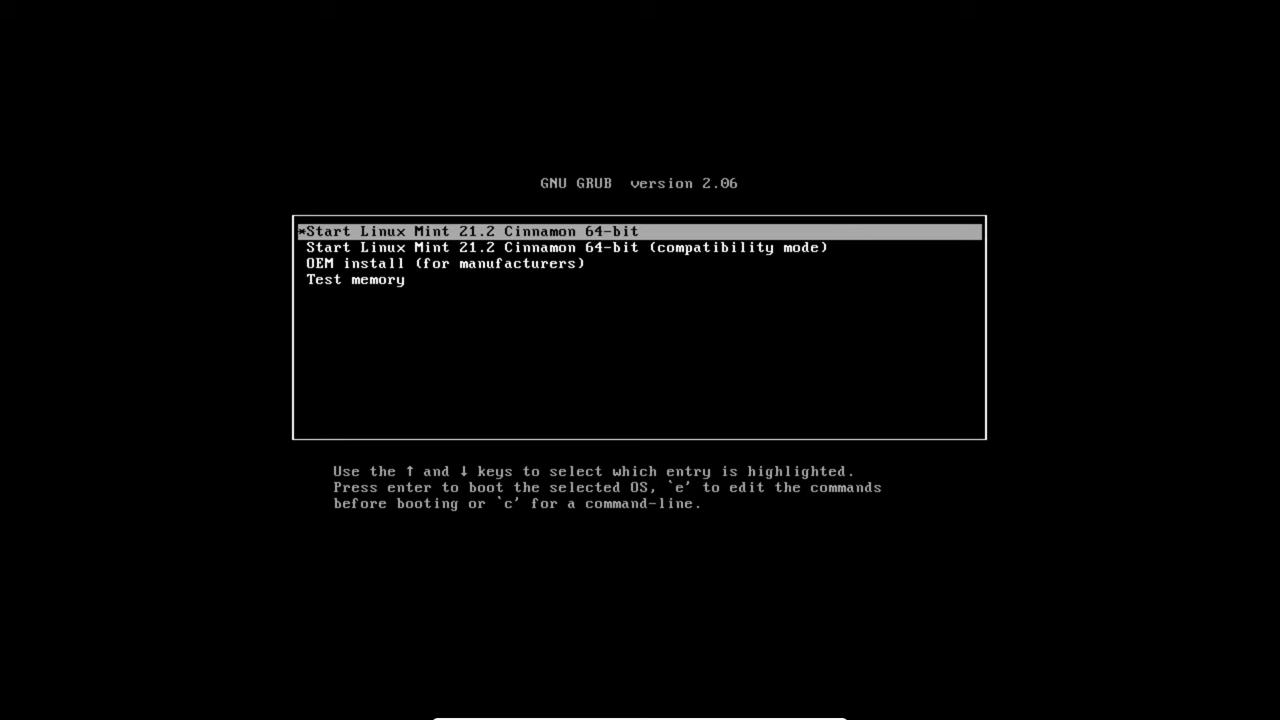 GNU GRUB  version 2.06
*Start Linux Mint 21.2 Cinnamon 64-bit
Start Linux Mint 21.2 Cinnamon 64-bit (compatibility mode)
OEM install (for manufacturers)
Test memory
Use the ↑ and ↓ keys to select which entry is highlighted.
Press enter to boot the selected OS, `e' to edit the commands
before booting or `c' for a command-line.